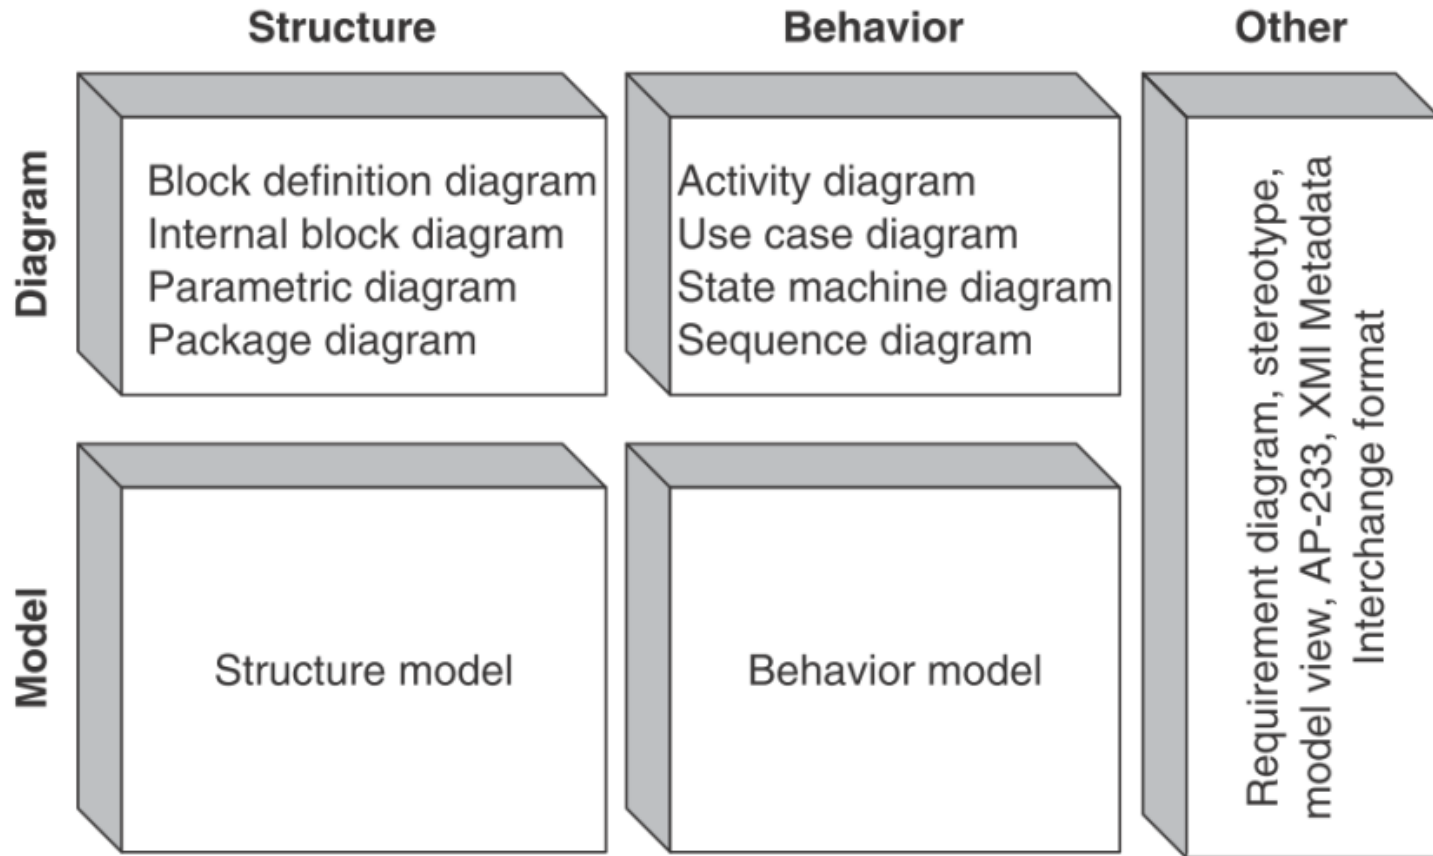 Structure
Behavior
Other
Diagram
Block definition diagram
Internal block diagram
Parametric diagram
Package diagram
Activity diagram
Use case diagram
State machine diagram
Sequence diagram
Model
Structure model
Behavior model
Requirement diagram, stereotype,
model view, AP-233, XMI Metadata
Interchange format